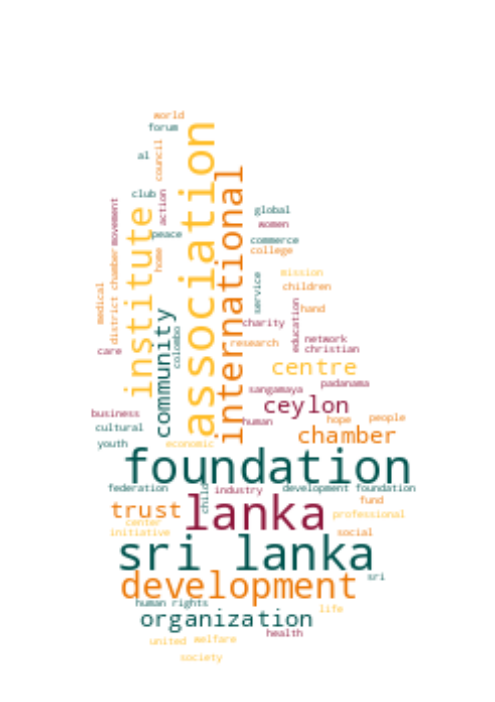 world
forum
council
al
association
club
action
international
movement
institute
peace
global
women
commerce
college
home
district chamber
medical
service
mission
children
education
hand
community
colombo
charity
network
christian
research
care
centre
padanama
sangamaya
ceylon
business
human
hope
people
cultural
chamber
youth
economic
foundation
federation
child
industry
development foundation
fund
trust
lanka
professional
center
initiative
social
sri lanka
sri
development
human rights
life
organization
health
united
welfare
society